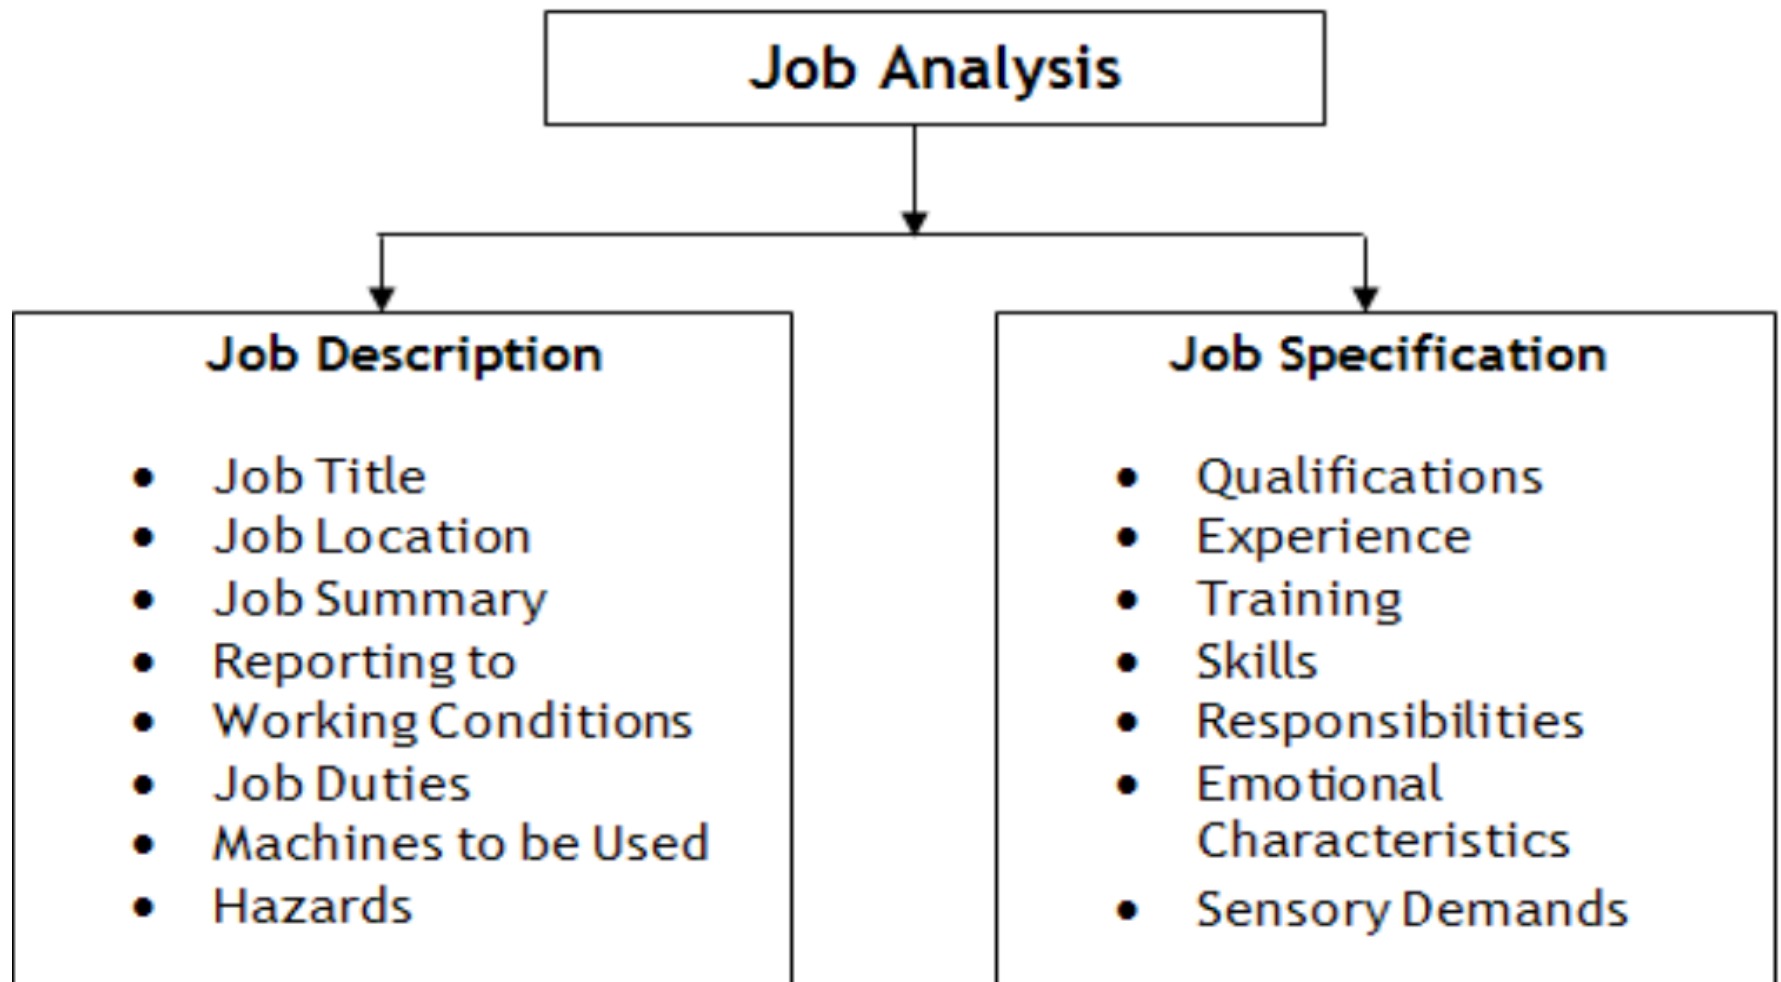 Job Analysis
Job Description
• Job Title
• Job Location
• Job Summary
• Reporting to
• Working Conditions
• Job Duties
• Machines to be Used
• Hazards
Job Specification
• Qualifications
• Experience
• Training
• Skills
• Responsibilities
• Emotional
Characteristics
• Sensory Demands